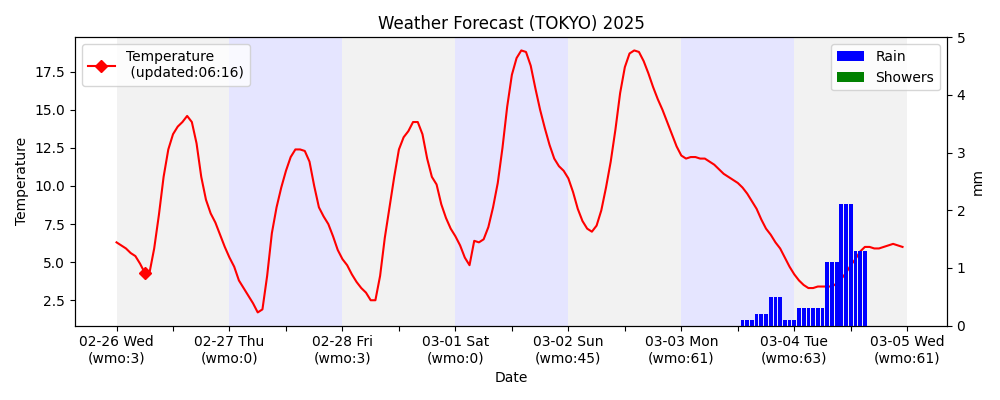 Weather Forecast (TOKYO) 2025
Temperature
(updated:06:16)
Rain
Showers
Temperature
17.5
15.0
12.5
10.0
7.5
5.0
2.5
5
4
3
2
1
0
mm
02-26 Wed
(wmo:3)
02-27 Thu
(wmo:0)
02-28 Fri
(wmo:3)
03-01 Sat
(wmo:0)
03-02 Sun
(wmo:45)
03-03 Mon
(wmo:61)
03-04 Tue
(wmo:63)
03-05 Wed
(wmo:61)
Date